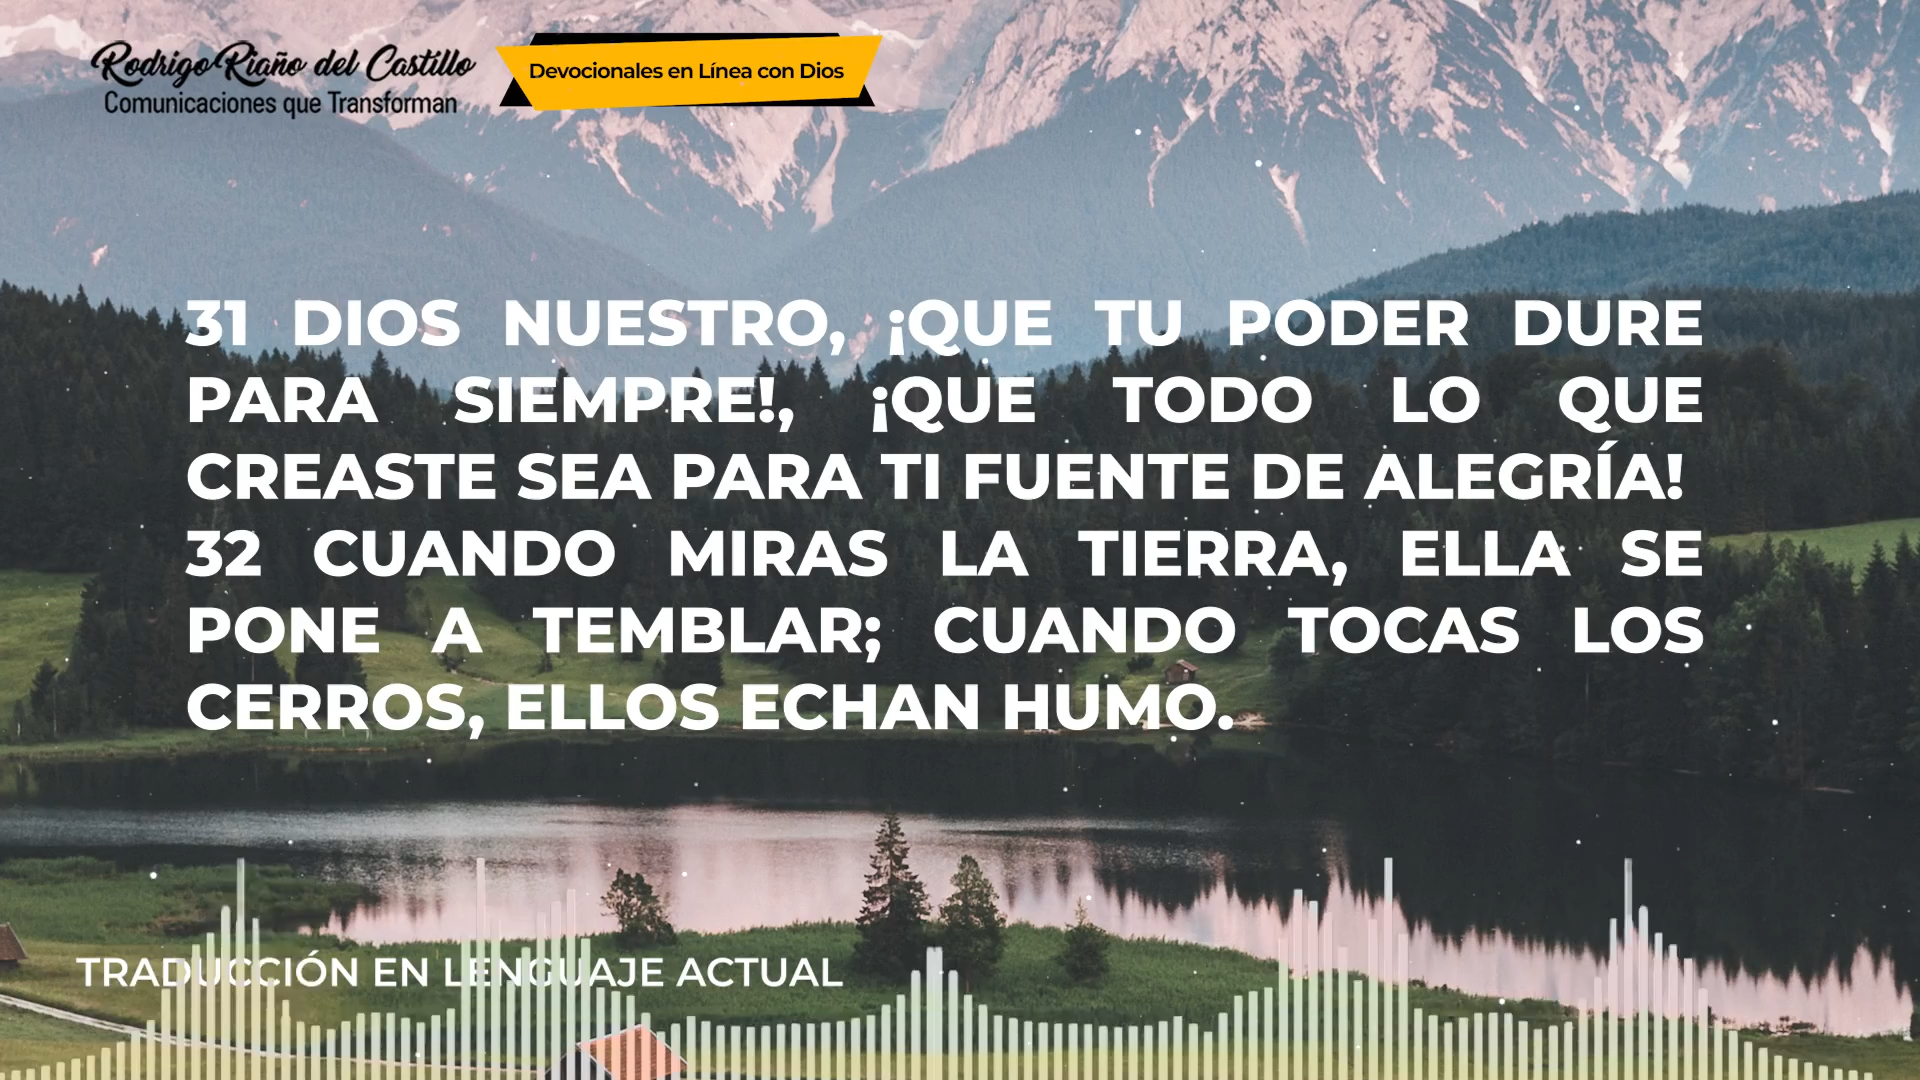 Rodrigo Riaño del Castillo
Comunicaciones que Transforman
Devocionales en Línea con Dios
31 DIOS NUESTRO, ¡QUE TU PODER DURE
PARA SIEMPRE!, ¡QUE TODO LO QUE
CREASTE SEA PARA TI FUENTE DE ALEGRÍA!
32 CUANDO MIRAS LA TIERRA, ELLA SE
PONE A TEMBLAR; CUANDO TOCAS LOS
CERROS, ELLOS ECHAN HUMO.
TRADUCCIÓN EN LENGUAJE ACTUAL